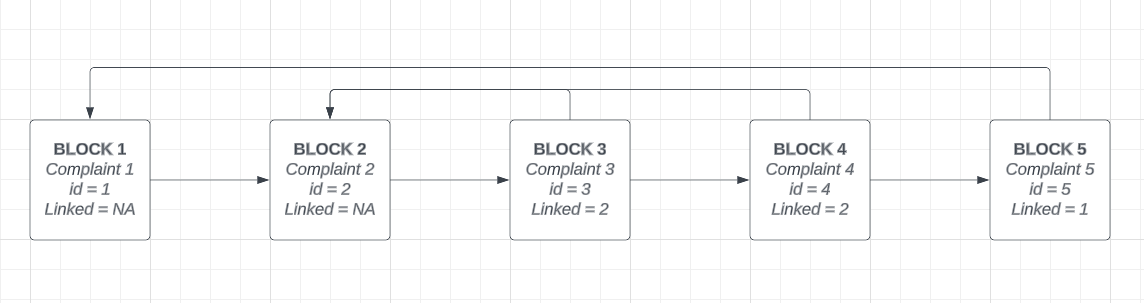 BLOCK 1
Complaint 1
id = 1
Linked = NA
BLOCK 2
Complaint 2
id = 2
Linked = NA
BLOCK 3
Complaint 3
id = 3
Linked = 2
BLOCK 4
Complaint 4
id = 4
Linked = 2
BLOCK 5
Complaint 5
id = 5
Linked = 1